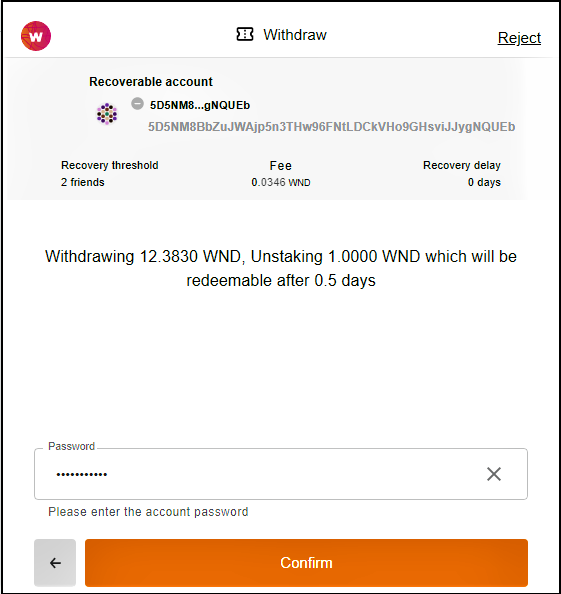 w
Withdraw
Reject
Recoverable account
5D5NM8...gNQUEb
5D5NM8BbZuJWAjp5n3THw96FNtLDCkVHo9GHsviJJygNQUEb
Recovery threshold Fee Recovery delay
2 friends 0.0346 WND 0 days
Withdrawing 12.3830 WND, Unstaking 1.0000 WND which will be
redeemable after 0.5 days
Password
•••••••••••
Please enter the account password
Confirm